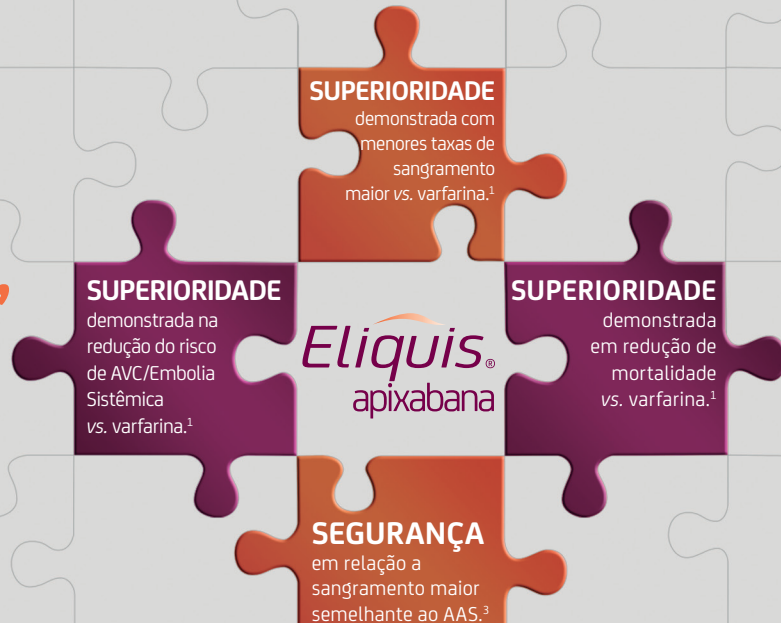 SUPERIORIDADE
demonstrada com
menores taxas de
sangramento
maior vs. varfarina.¹
SUPERIORIDADE
demonstrada na
redução do risco
de AVC/Embolia
Sistêmica
vs. varfarina.¹
Eliquis®
apixabana
SUPERIORIDADE
demonstrada
em redução de
mortalidade
vs. varfarina.¹
SEGURANÇA
em relação a
sangramento maior
semelhante ao AAS.³